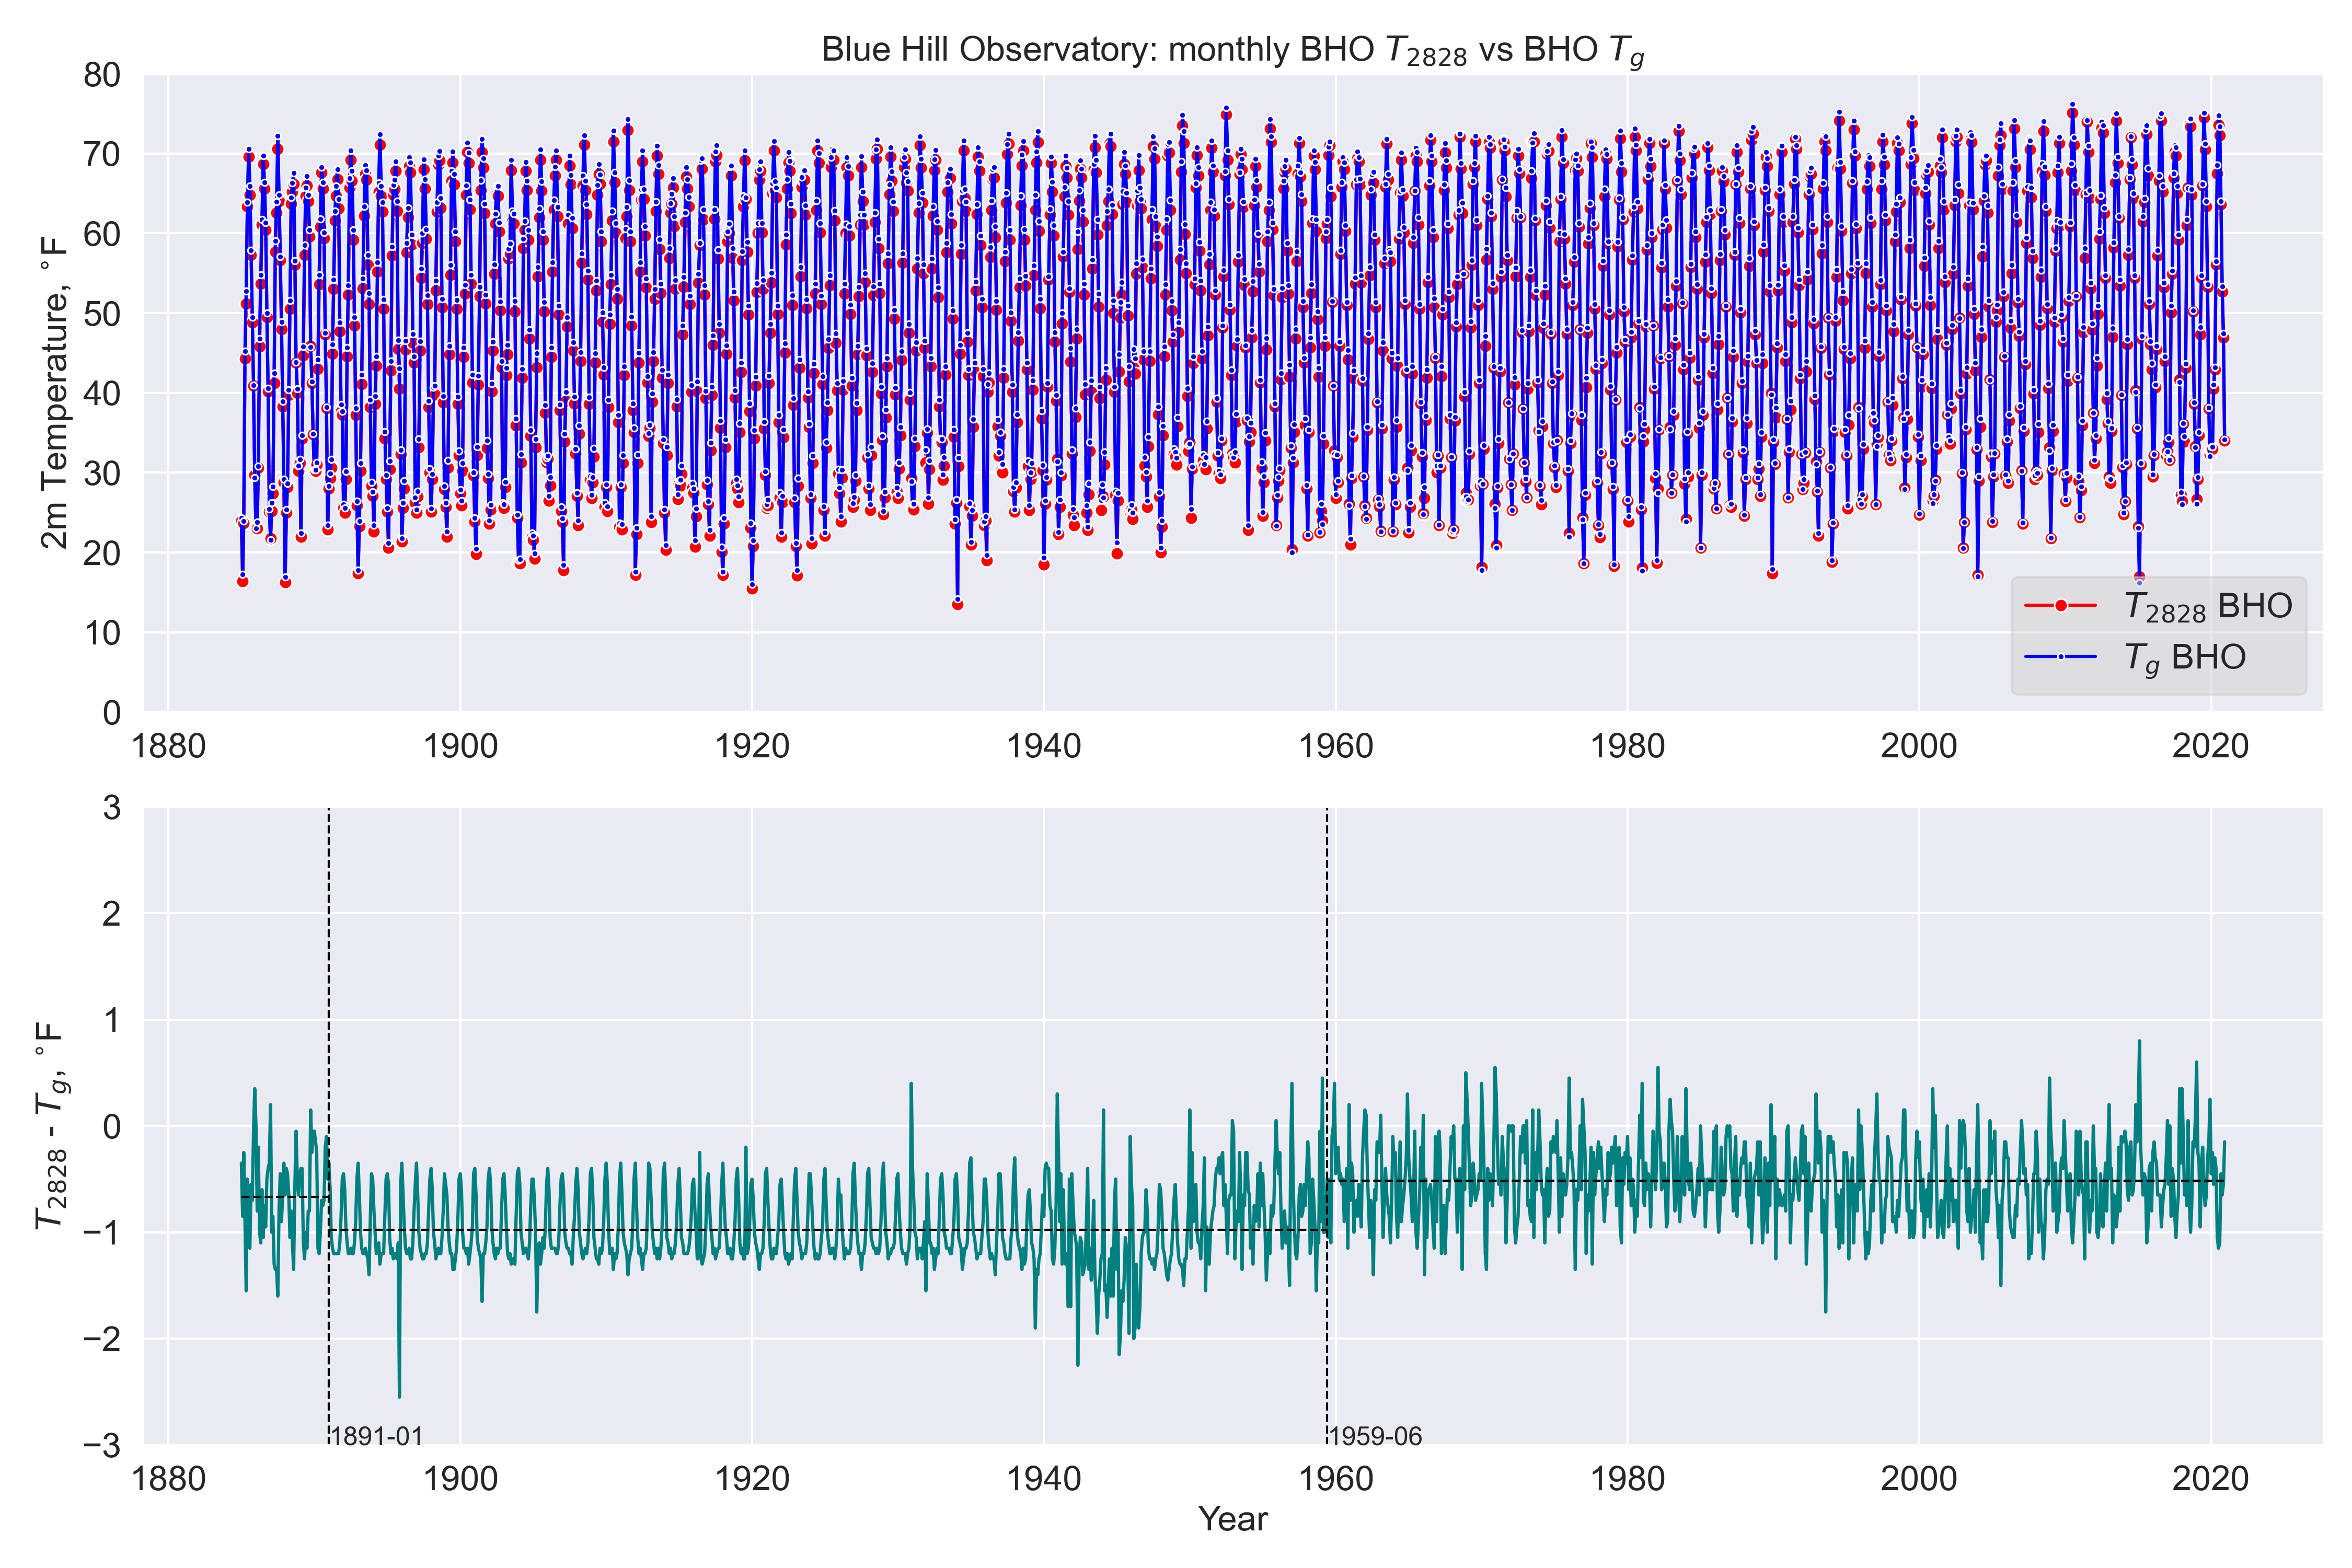 Blue Hill Observatory: monthly BHO T2828 vs BHO Tg
80
70
60
50
40
30
20
10
0
2m Temperature, °F
T2828 BHO
Tg BHO
1880 1900 1920 1940 1960 1980 2000 2020
3
2
1
0
−1
−2
−3
T2828 - Tg, °F
1891-01
1959-06
1880 1900 1920 1940 1960 1980 2000 2020
Year